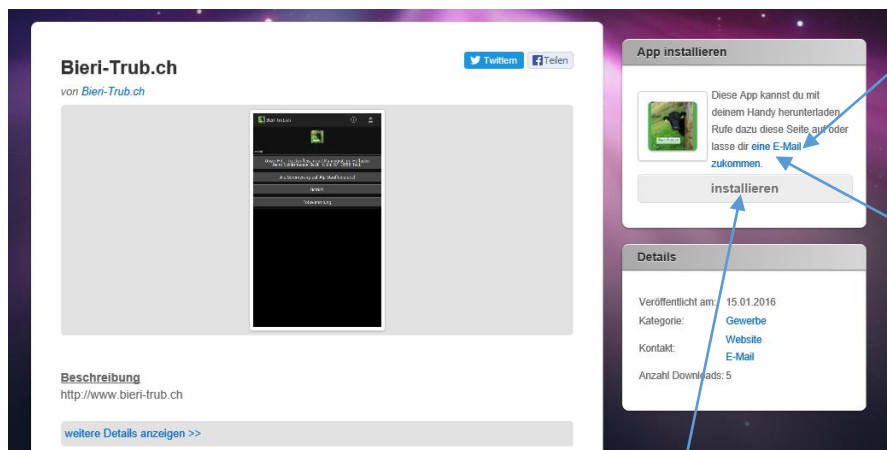 Bieri-Trub.ch
von Bieri-Trub.ch
Twittern
Teilen
Beschreibung
http://www.bieri-trub.ch
weitere Details anzeigen >>
App installieren
Diese App kannst du mit
deinem Handy herunterladen
Rufe dazu diese Seite auf oder
lasse dir eine E-Mail
zukommen.
installieren
Details
Veröffentlicht am: 15.01.2016
Kategorie: Gewerbe
Kontakt: Website
E-Mail
Anzahl Downloads: 5